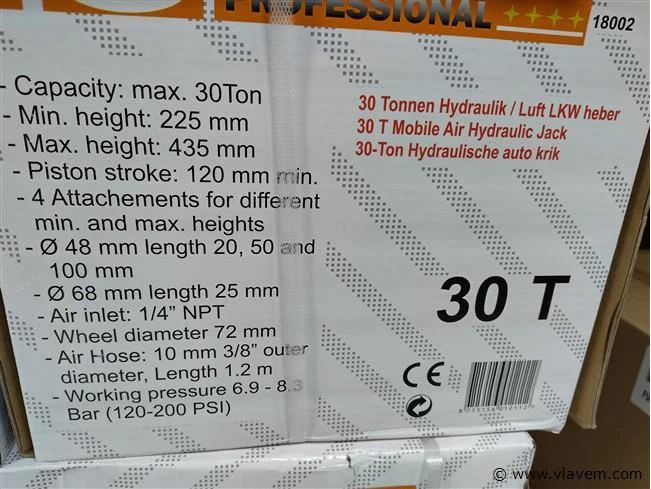 PROFESSIONAL
18002
- Capacity: max. 30Ton
- Min. height: 225 mm
- Max. height: 435 mm
- Piston stroke: 120 mm min.
- 4 Attachements for different
min. and max. heights
- Ø 48 mm length 20, 50 and
100 mm
- Ø 68 mm length 25 mm
- Air inlet: 1/4" NPT
- Wheel diameter 72 mm
- Air Hose: 10 mm 3/8" outer
diameter, Length 1.2 m
- Working pressure 6.9 - 8.3
Bar (120-200 PSI)
30 Tonnen Hydraulik / Luft LKW heber
30 T Mobile Air Hydraulic Jack
30-Ton Hydraulische auto krik
30 T
CE
© www.vlavem.com